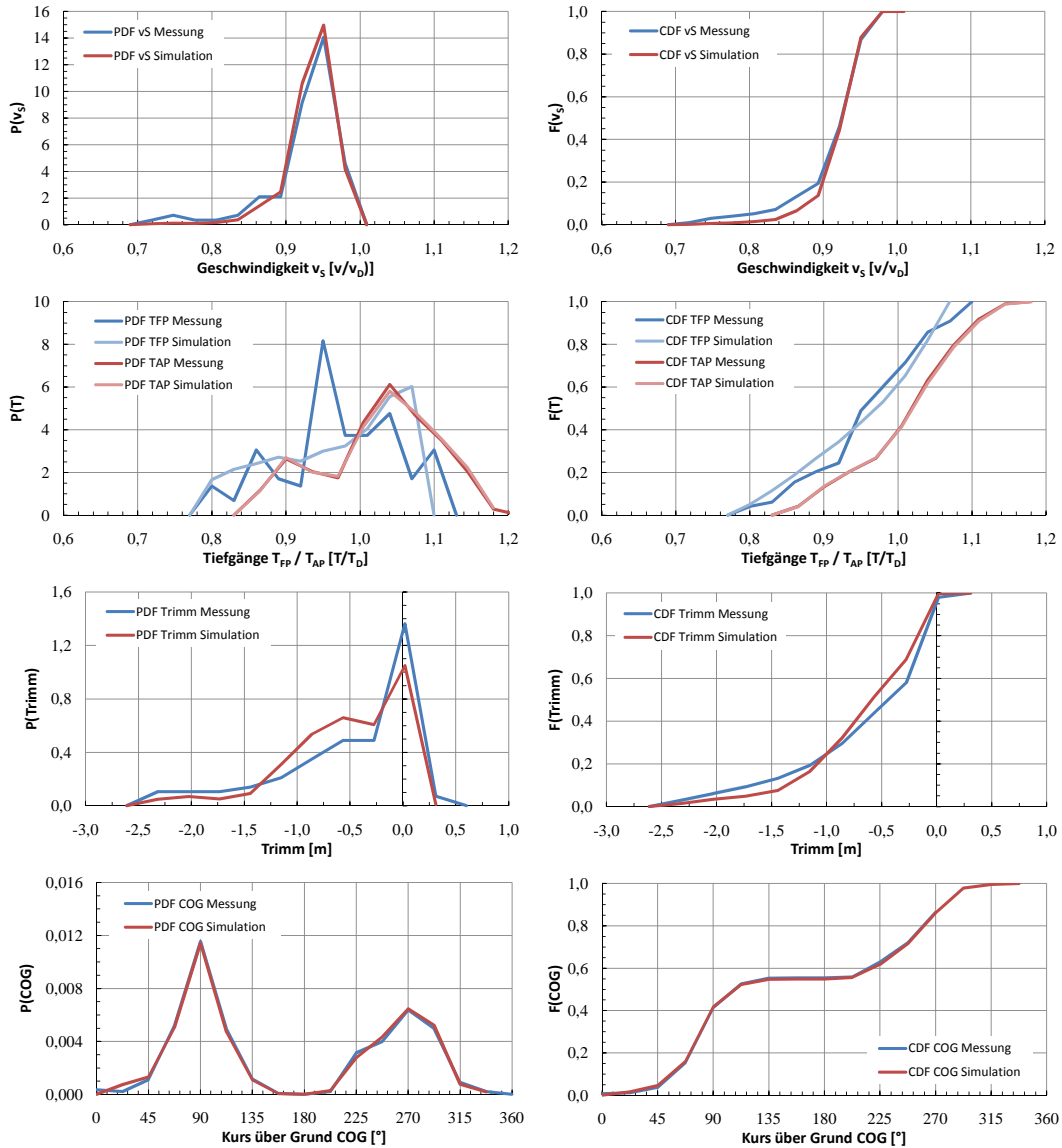 16
14
12
10
8
6
4
2
0
P(vS)
PDF vS Messung
PDF vS Simulation
0,6 0,7 0,8 0,9 1,0 1,1 1,2
Geschwindigkeit vS [v/vD)]
1,0
0,8
0,6
0,4
0,2
0,0
F(vS)
CDF vS Messung
CDF vS Simulation
0,6 0,7 0,8 0,9 1,0 1,1 1,2
Geschwindigkeit vS [v/vD]
10
8
6
4
2
0
P(T)
PDF TFP Messung
PDF TFP Simulation
PDF TAP Messung
PDF TAP Simulation
0,6 0,7 0,8 0,9 1,0 1,1 1,2
Tiefgänge TFP / TAP [T/TD]
1,0
0,8
0,6
0,4
0,2
0,0
F(T)
CDF TFP Messung
CDF TFP Simulation
CDF TAP Messung
CDF TAP Simulation
0,6 0,7 0,8 0,9 1,0 1,1 1,2
Tiefgänge TFP / TAP [T/TD]
1,6
1,2
0,8
0,4
0,0
P(Trimm)
PDF Trimm Messung
PDF Trimm Simulation
-3,0 -2,5 -2,0 -1,5 -1,0 -0,5 0,0 0,5 1,0
Trimm [m]
1,0
0,8
0,6
0,4
0,2
0,0
F(Trimm)
CDF Trimm Messung
CDF Trimm Simulation
-3,0 -2,5 -2,0 -1,5 -1,0 -0,5 0,0 0,5 1,0
Trimm [m]
0,016
0,012
0,008
0,004
0,000
P(COG)
PDF COG Messung
PDF COG Simulation
0 45 90 135 180 225 270 315 360
Kurs über Grund COG [°]
1,0
0,8
0,6
0,4
0,2
0,0
F(COG)
CDF COG Messung
CDF COG Simulation
0 45 90 135 180 225 270 315 360
Kurs über Grund COG [°]